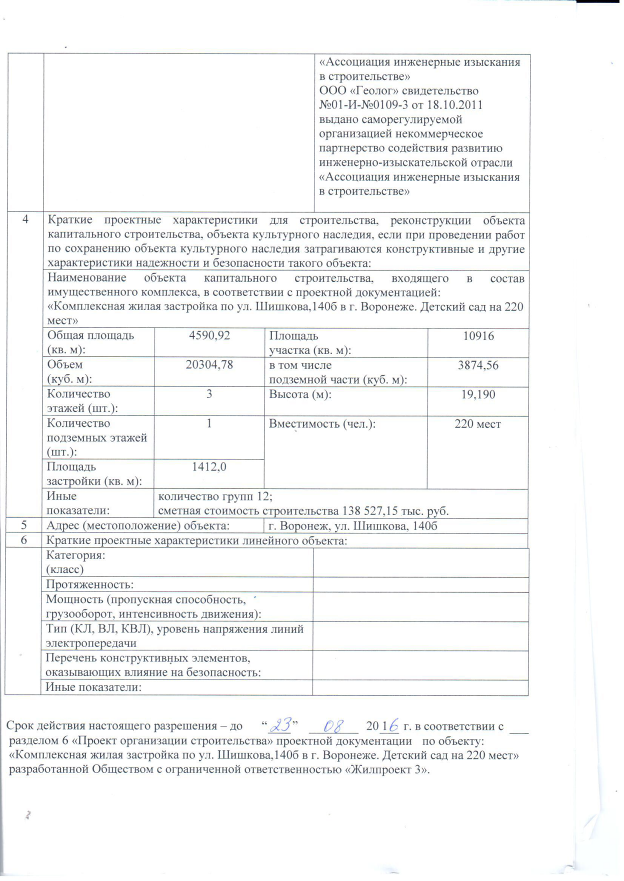 «Ассоциация инженерные изыскания
в строительстве»
ООО «Геолог» свидетельство
№01-И-№0109-3 от 18.10.2011
выдано саморегулируемой
организацией некоммерческое
партнерство содействия развитию
инженерно-изыскательской отрасли
«Ассоциация инженерные изыскания
в строительстве»
4 Краткие проектные характеристики для строительства, реконструкции объекта
капитального строительства, объекта культурного наследия, если при проведении работ
по сохранению объекта культурного наследия затрагиваются конструктивные и другие
характеристики надежности и безопасности такого объекта:
Наименование объекта капитального строительства, входящего в состав
имущественного комплекса, в соответствии с проектной документацией:
«Комплексная жилая застройка по ул. Шишкова,140б в г. Воронеже. Детский сад на 220
мест»
Общая площадь 4590,92 Площадь 10916
(кв. м): участка (кв. м):
Объем 20304,78 в том числе 3874,56
(куб. м): подземной части (куб. м):
Количество 3 Высота (м): 19,190
этажей (шт.):
Количество 1 Вместимость (чел.): 220 мест
подземных этажей
(шт.):
Площадь 1412,0
застройки (кв. м):
Иные количество групп 12;
показатели: сметная стоимость строительства 138 527,15 тыс. руб.
5 Адрес (местоположение) объекта: г. Воронеж, ул. Шишкова, 140б
6 Краткие проектные характеристики линейного объекта:
Категория:
(класс)
Протяженность:
Мощность (пропускная способность,
грузооборот, интенсивность движения):
Тип (КЛ, ВЛ, КВЛ), уровень напряжения линий
электропередачи
Перечень конструктивных элементов,
оказывающих влияние на безопасность:
Иные показатели:
Срок действия настоящего разрешения – до “23” 08 2016 г. в соответствии с ___
разделом 6 «Проект организации строительства» проектной документации по объекту:
«Комплексная жилая застройка по ул. Шишкова,140б в г. Воронеже. Детский сад на 220 мест»
разработанной Обществом с ограниченной ответственностью «Жилпроект 3».